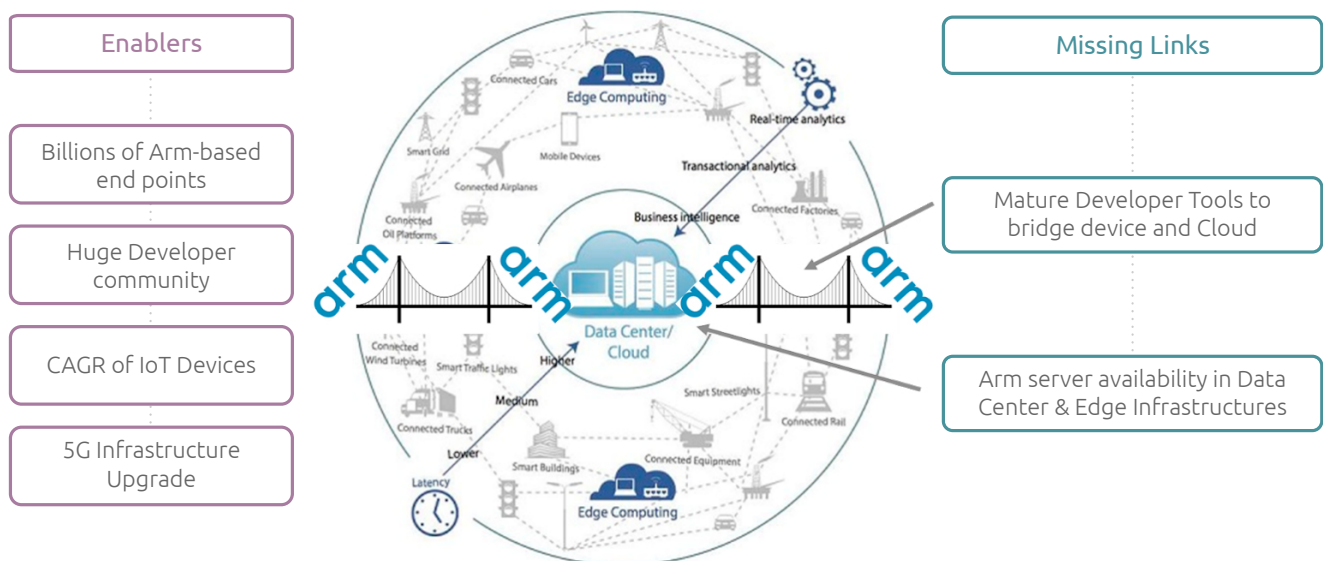 Enablers
Billions of Arm-based
end points
Huge Developer
community
CAGR of IoT Devices
5G Infrastructure
Upgrade
Connected Cars
Edge Computing
Real-time analytics
Smart Grid
Mobile Devices
Transactional analytics
Connected Airplanes
Connected Factories
Connected
Oil Platforms
Business intelligence
arm
arm
arm
arm
Data Center/
Cloud
Connected
Wind Turbines
Smart Traffic Lights
Higher
Medium
Smart Streetlights
Connected Trucks
Connected Rail
Lower
Smart Buildings
Connected Equipment
Latency
Edge Computing
Missing Links
Mature Developer Tools to
bridge device and Cloud
Arm server availability in Data
Center & Edge Infrastructures